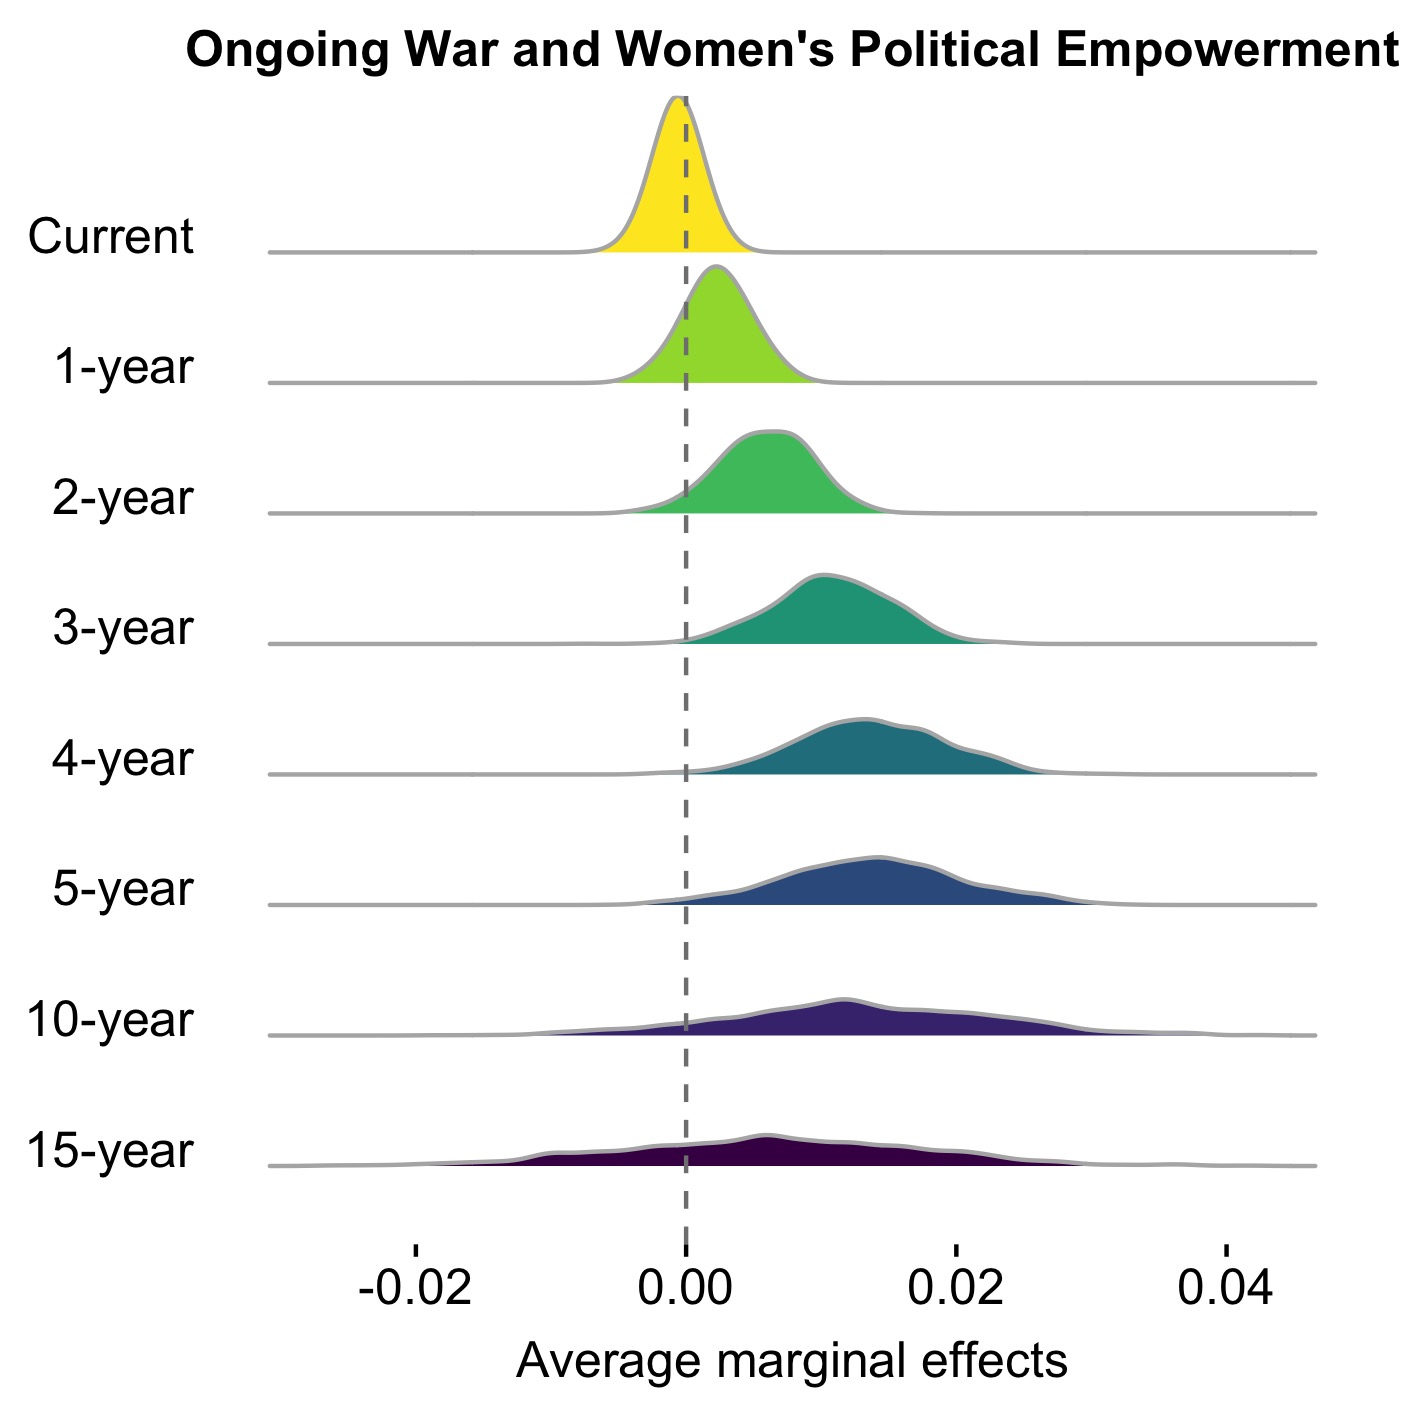 Ongoing War and Women's Political Empowerment
Current
1-year
2-year
3-year
4-year
5-year
10-year
15-year
-0.02 0.00 0.02 0.04
Average marginal effects